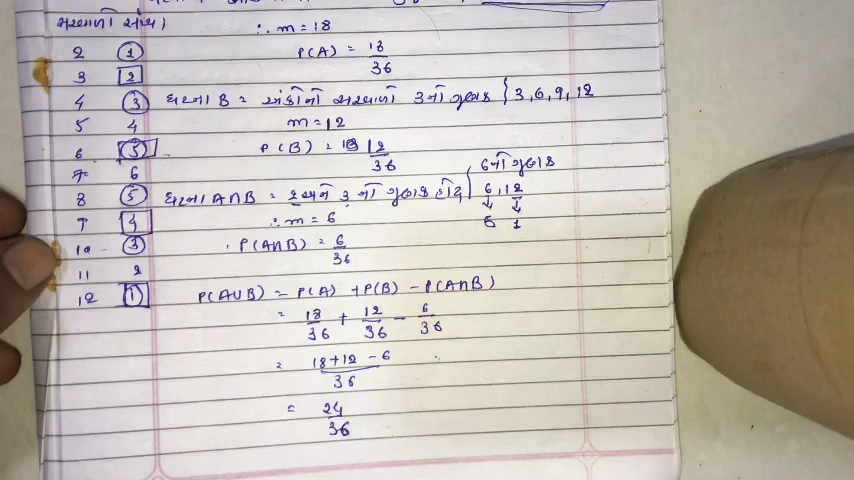 સરવાળો
∴ m = 18
2 1
P(A) = 18/36
3 2
4 3 ઘટના B = અંકોનો સરવાળો 3નો ગુણક } 3, 6, 9, 12
5 4 m = 12
6 5 P(B) = 12/36
6નો ગુણક
7 6
6, 12
8 5 ઘટના A∩B = 2 અને 3 નો ગુણક હોય
↓ ↓
5 1
9 4 ∴ m = 6
10 3 P(A∩B) = 6/36
11 2
12 1 P(A∪B) = P(A) + P(B) - P(A∩B)
= 18/36 + 12/36 - 6/36
= 18+12-6/36
= 24/36